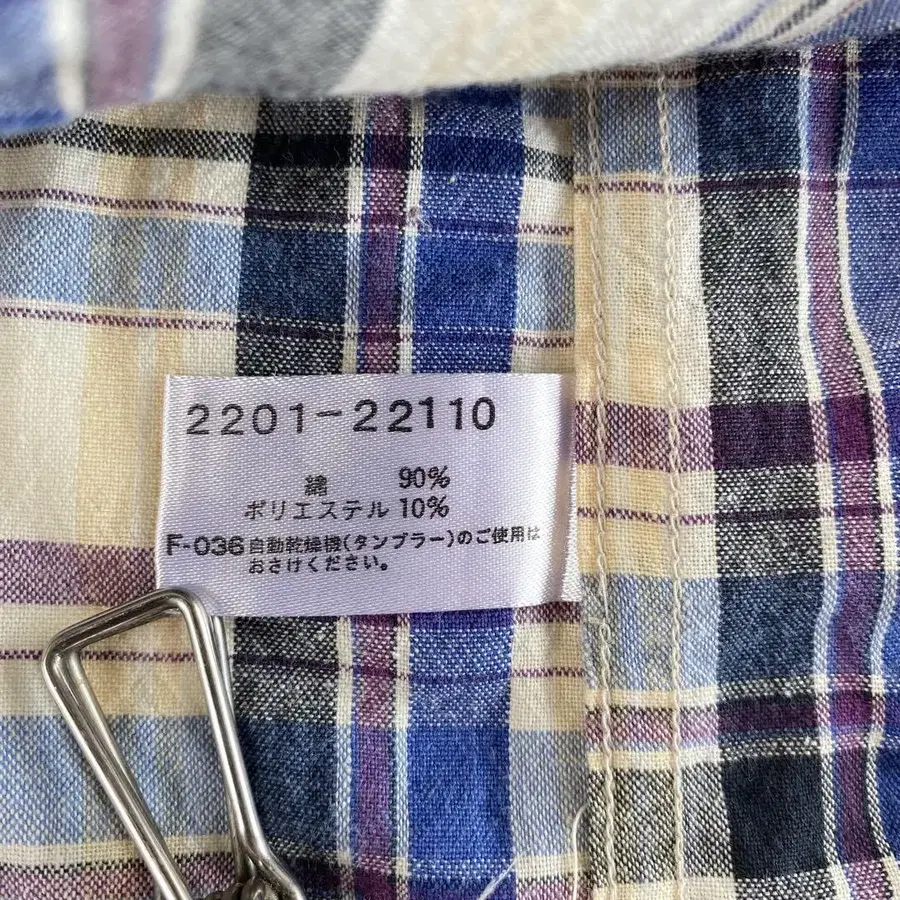 2201-22110
綿 90%
ポリエステル 10%
F-036 自動乾燥機(タンブラー)のご使用は
おさけください。